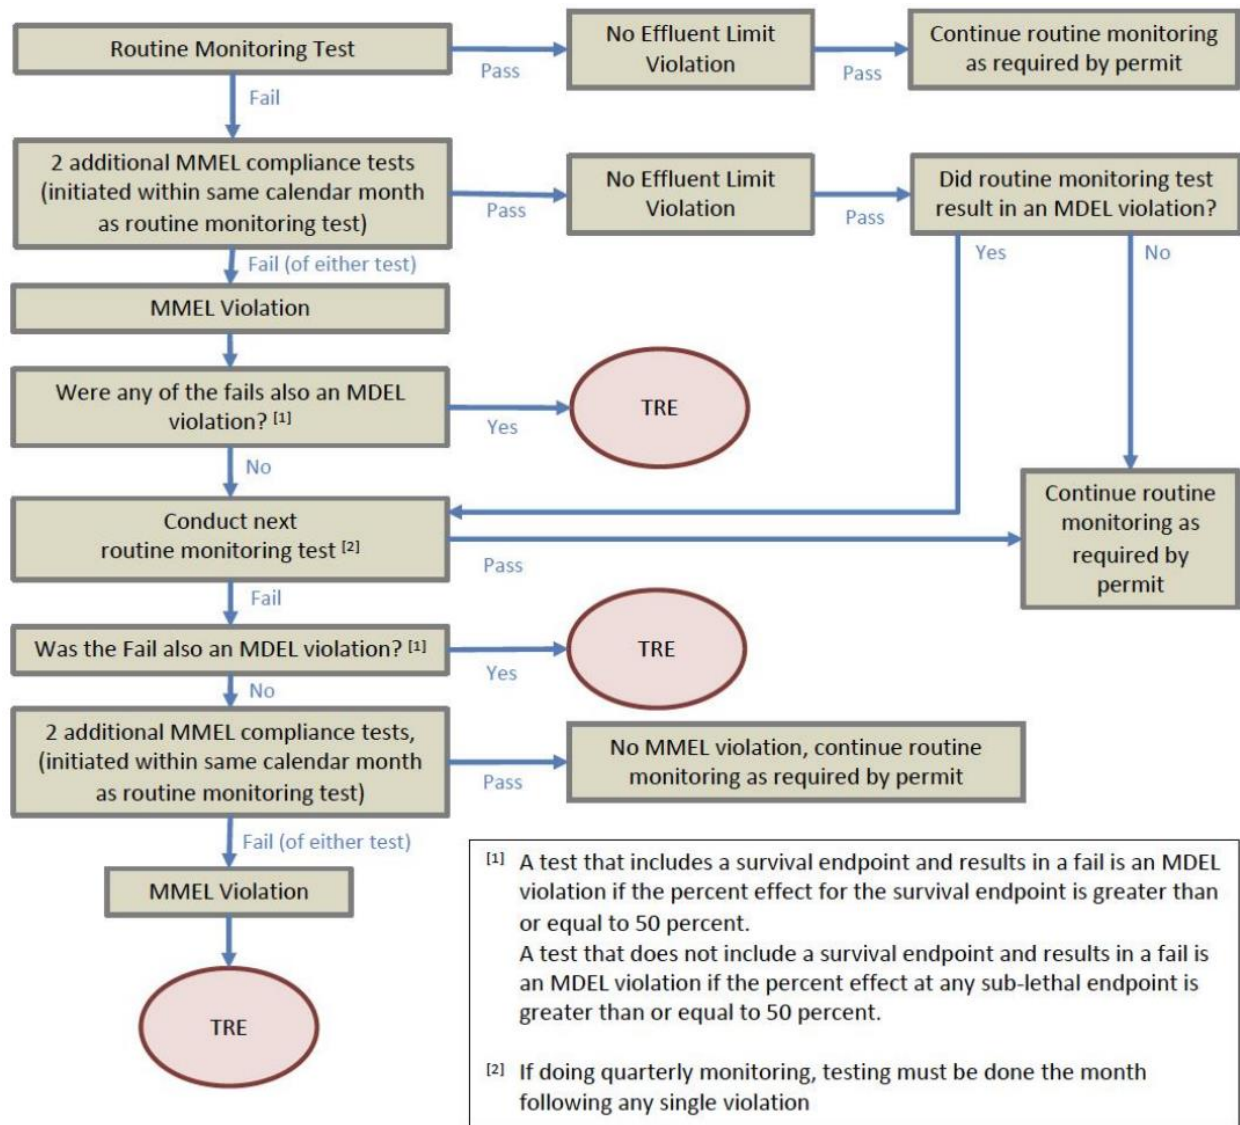 Routine Monitoring Test
Pass
No Effluent Limit
Violation
Pass
Continue routine monitoring
as required by permit
Fail
2 additional MMEL compliance tests
(initiated within same calendar month
as routine monitoring test)
Pass
No Effluent Limit
Violation
Pass
Did routine monitoring test
result in an MDEL violation?
Yes
No
Fail (of either test)
MMEL Violation
Were any of the fails also an MDEL
violation? [1]
Yes
TRE
No
Conduct next
routine monitoring test [2]
Pass
Continue routine
monitoring as
required by
permit
Fail
Was the Fail also an MDEL violation? [1]
Yes
TRE
No
2 additional MMEL compliance tests,
(initiated within same calendar month
as routine monitoring test)
Pass
No MMEL violation, continue routine
monitoring as required by permit
Fail (of either test)
MMEL Violation
TRE
[1] A test that includes a survival endpoint and results in a fail is an MDEL
violation if the percent effect for the survival endpoint is greater than
or equal to 50 percent.
A test that does not include a survival endpoint and results in a fail is
an MDEL violation if the percent effect at any sub-lethal endpoint is
greater than or equal to 50 percent.
[2] If doing quarterly monitoring, testing must be done the month
following any single violation